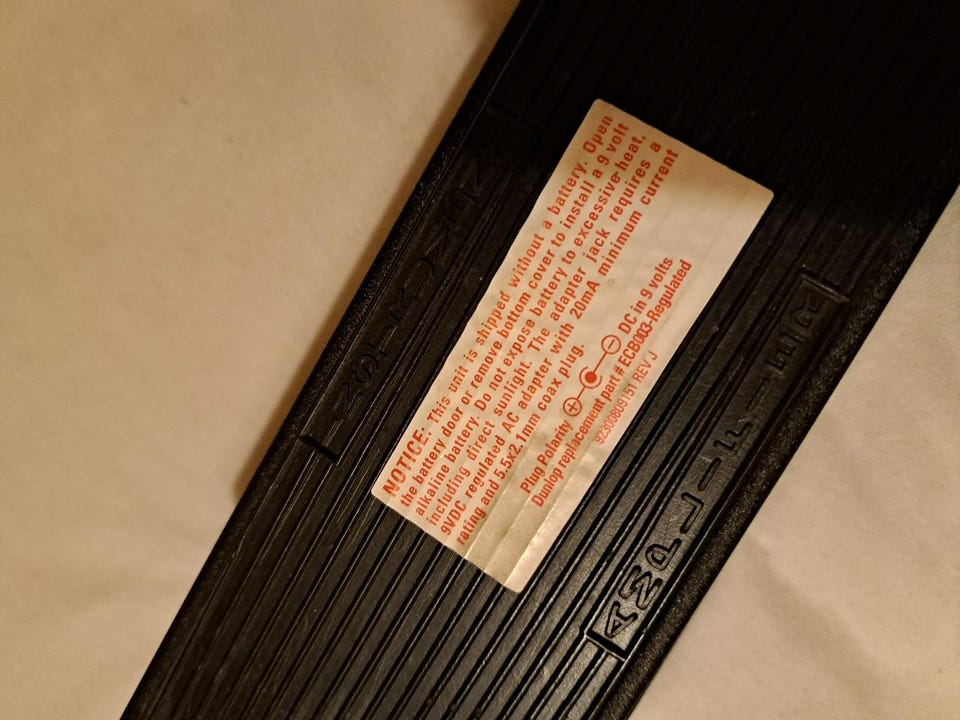 NOTICE: This unit is shipped without a battery. Open
the battery door or remove bottom cover to install a 9 volt
alkaline battery. Do not expose battery to excessive heat,
including direct sunlight. The adapter jack requires a
9VDC regulated AC adapter with 20mA minimum current
rating and 5.5x2.1mm coax plug.
Plug Polarity + - DC in 9 volts
Dunlop replacement part # ECB003-Regulated
92300809151 REV J
AMPLIFIER